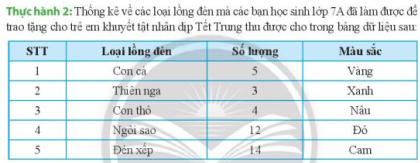 Thực hành 2: Thống kê về các loại lồng đèn mà các bạn học sinh lớp 7A đã làm được để
trao tặng cho trẻ em khuyết tật nhân dịp Tết Trung thu được cho trong bảng dữ liệu sau:
STT Loại lồng đèn Số lượng Màu sắc
1 Con cá 5 Vàng
2 Thiên nga 3 Xanh
3 Con thỏ 4 Nâu
4 Ngôi sao 12 Đỏ
5 Đèn xếp 14 Cam